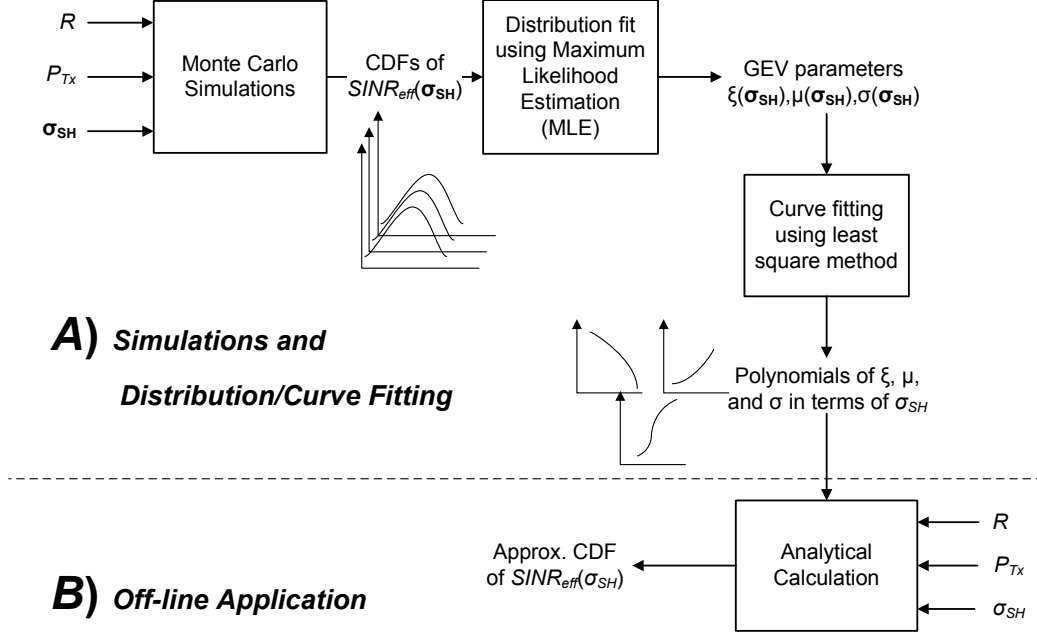 R
P_Tx
σ_SH
Monte Carlo
Simulations
CDFs of
SINR_eff(σ_SH)
Distribution fit
using Maximum
Likelihood
Estimation
(MLE)
GEV parameters
ξ(σ_SH),μ(σ_SH),σ(σ_SH)
Curve fitting
using least
square method
A) Simulations and
Distribution/Curve Fitting
Polynomials of ξ, μ,
and σ in terms of σ_SH
Analytical
Calculation
R
P_Tx
σ_SH
Approx. CDF
of SINR_eff(σ_SH)
B) Off-line Application